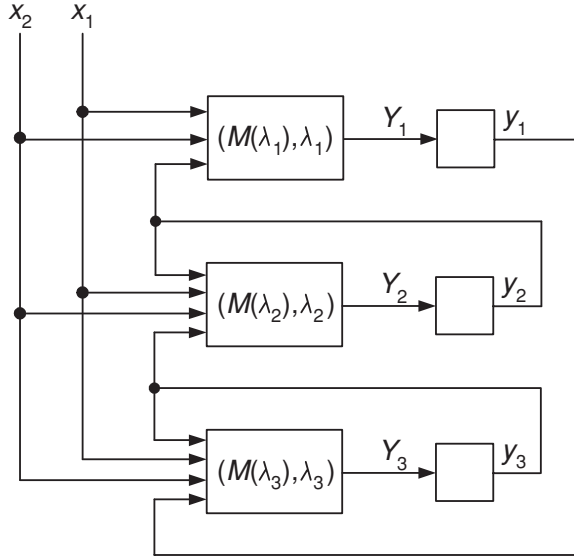 x₂ x₁
(M(λ₁), λ₁) Y₁ y₁
(M(λ₂), λ₂) Y₂ y₂
(M(λ₃), λ₃) Y₃ y₃